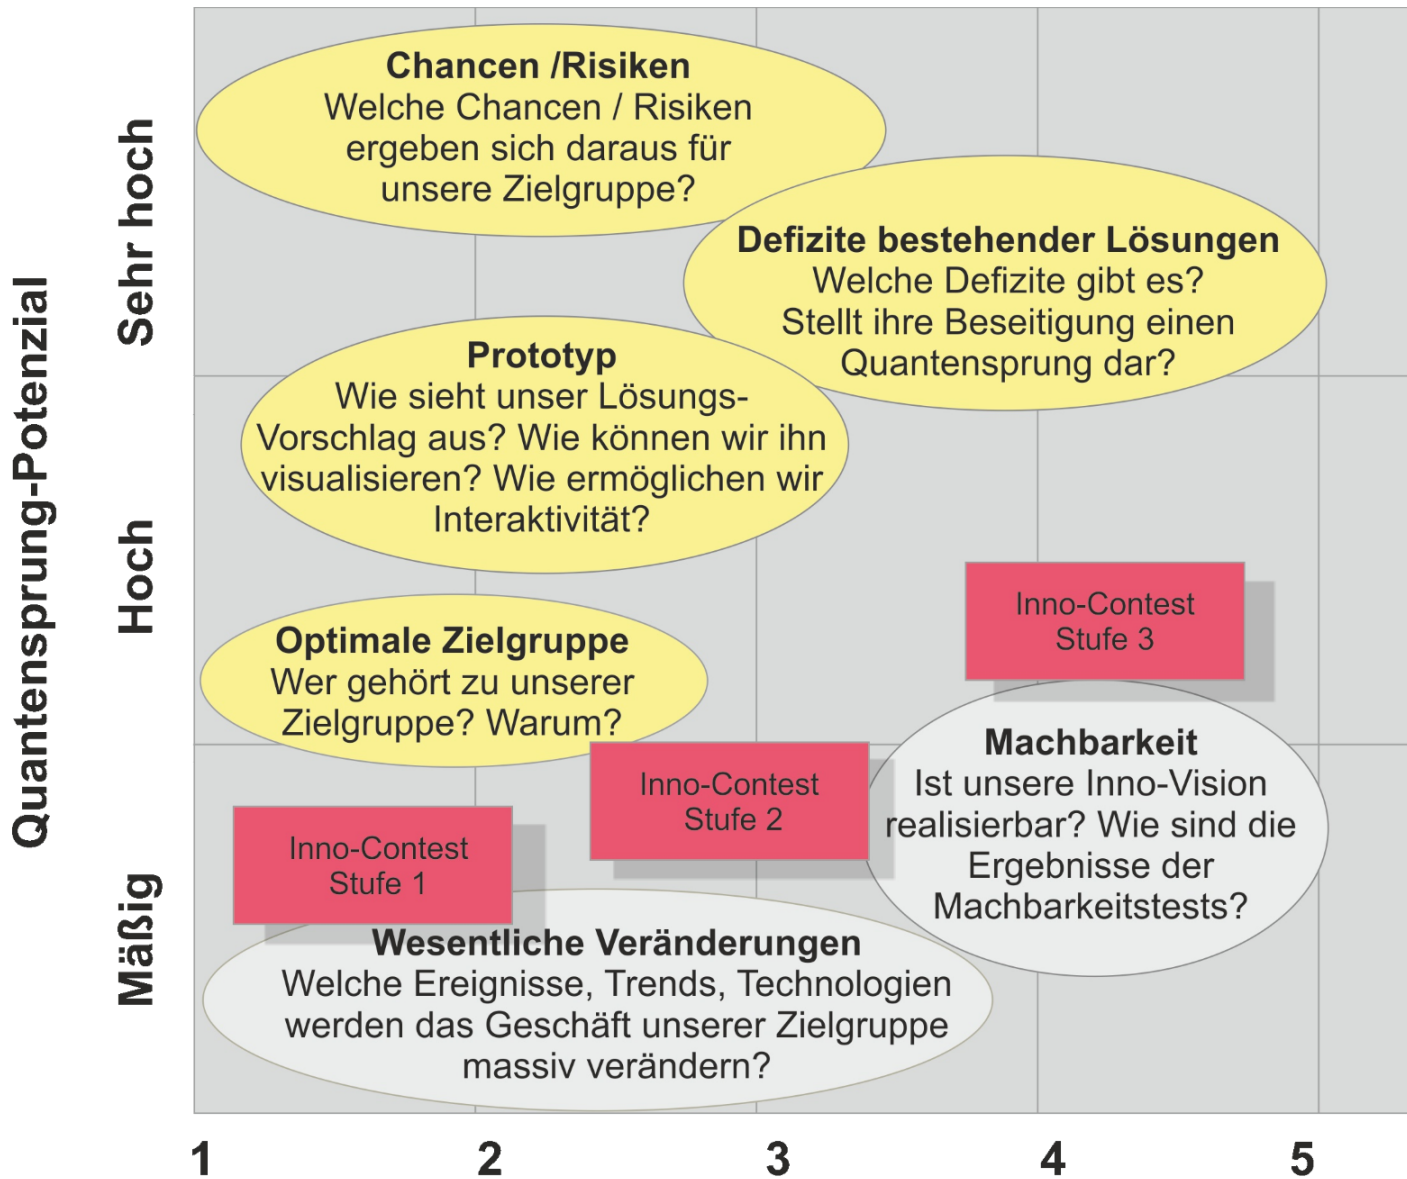 Quantensprung-Potenzial
Sehr hoch
Hoch
Mäßig
Chancen /Risiken
Welche Chancen / Risiken
ergeben sich daraus für
unsere Zielgruppe?
Defizite bestehender Lösungen
Welche Defizite gibt es?
Stellt ihre Beseitigung einen
Quantensprung dar?
Prototyp
Wie sieht unser Lösungs-
Vorschlag aus? Wie können wir ihn
visualisieren? Wie ermöglichen wir
Interaktivität?
Inno-Contest
Stufe 3
Optimale Zielgruppe
Wer gehört zu unserer
Zielgruppe? Warum?
Machbarkeit
Ist unsere Inno-Vision
realisierbar? Wie sind die
Ergebnisse der
Machbarkeitstests?
Inno-Contest
Stufe 2
Inno-Contest
Stufe 1
Wesentliche Veränderungen
Welche Ereignisse, Trends, Technologien
werden das Geschäft unserer Zielgruppe
massiv verändern?
1 2 3 4 5